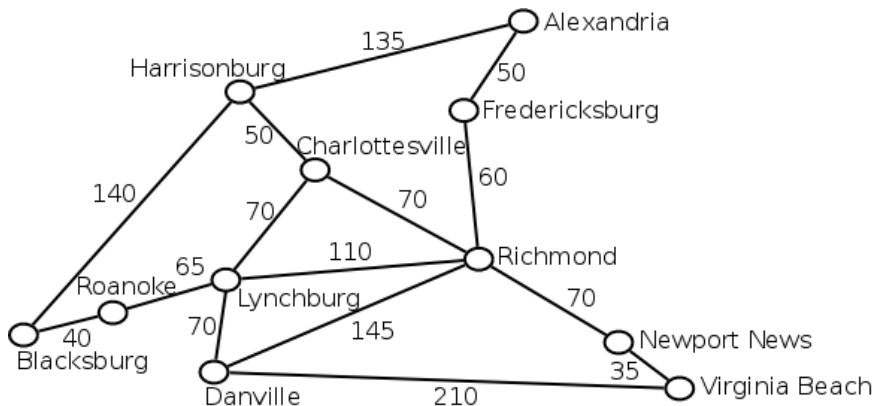 Alexandria
135
Harrisonburg
50
Fredericksburg
50
Charlottesville
60
140
70
70
110
Richmond
65
Roanoke
Lynchburg
70
70
145
40
Newport News
Blacksburg
35
Virginia Beach
Danville
210